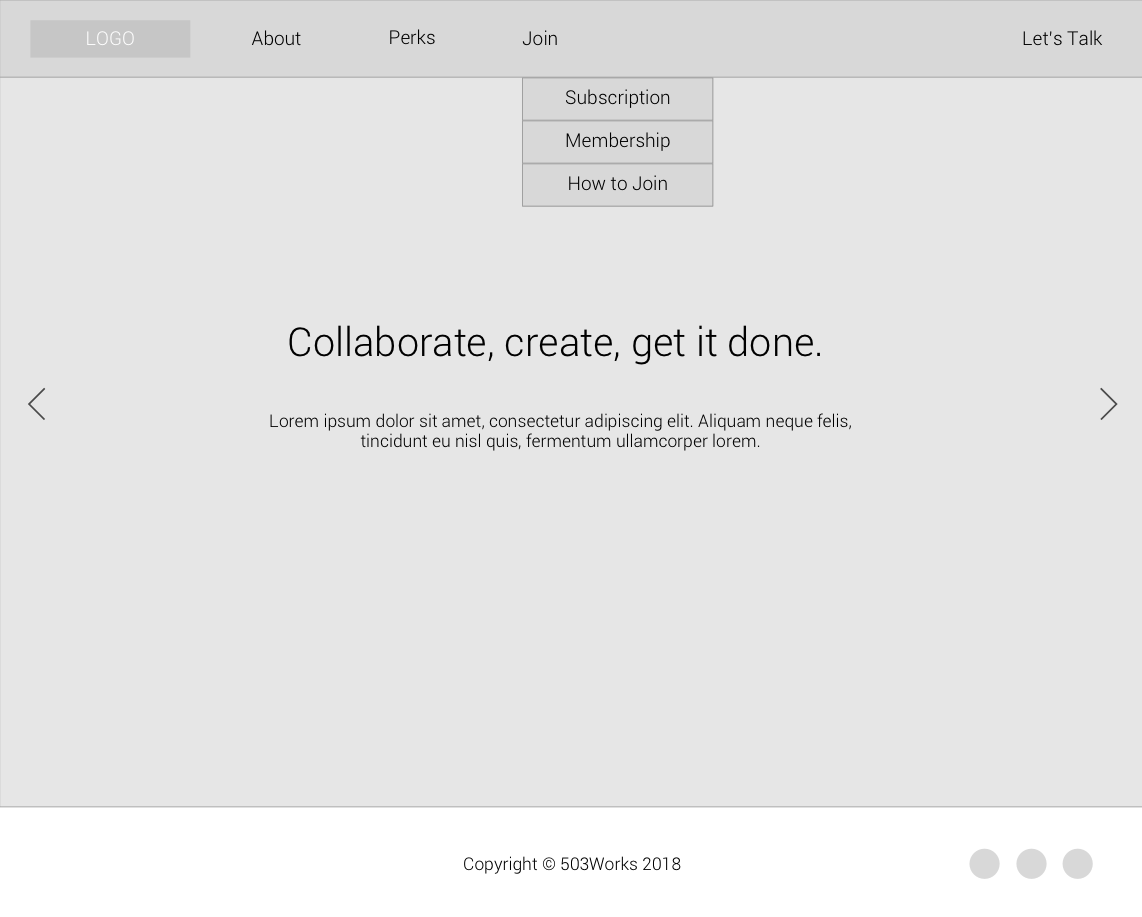 LOGO About Perks Join Let's Talk
Subscription
Membership
How to Join
Collaborate, create, get it done.
Lorem ipsum dolor sit amet, consectetur adipiscing elit. Aliquam neque felis,
tincidunt eu nisl quis, fermentum ullamcorper lorem.
Copyright © 503Works 2018